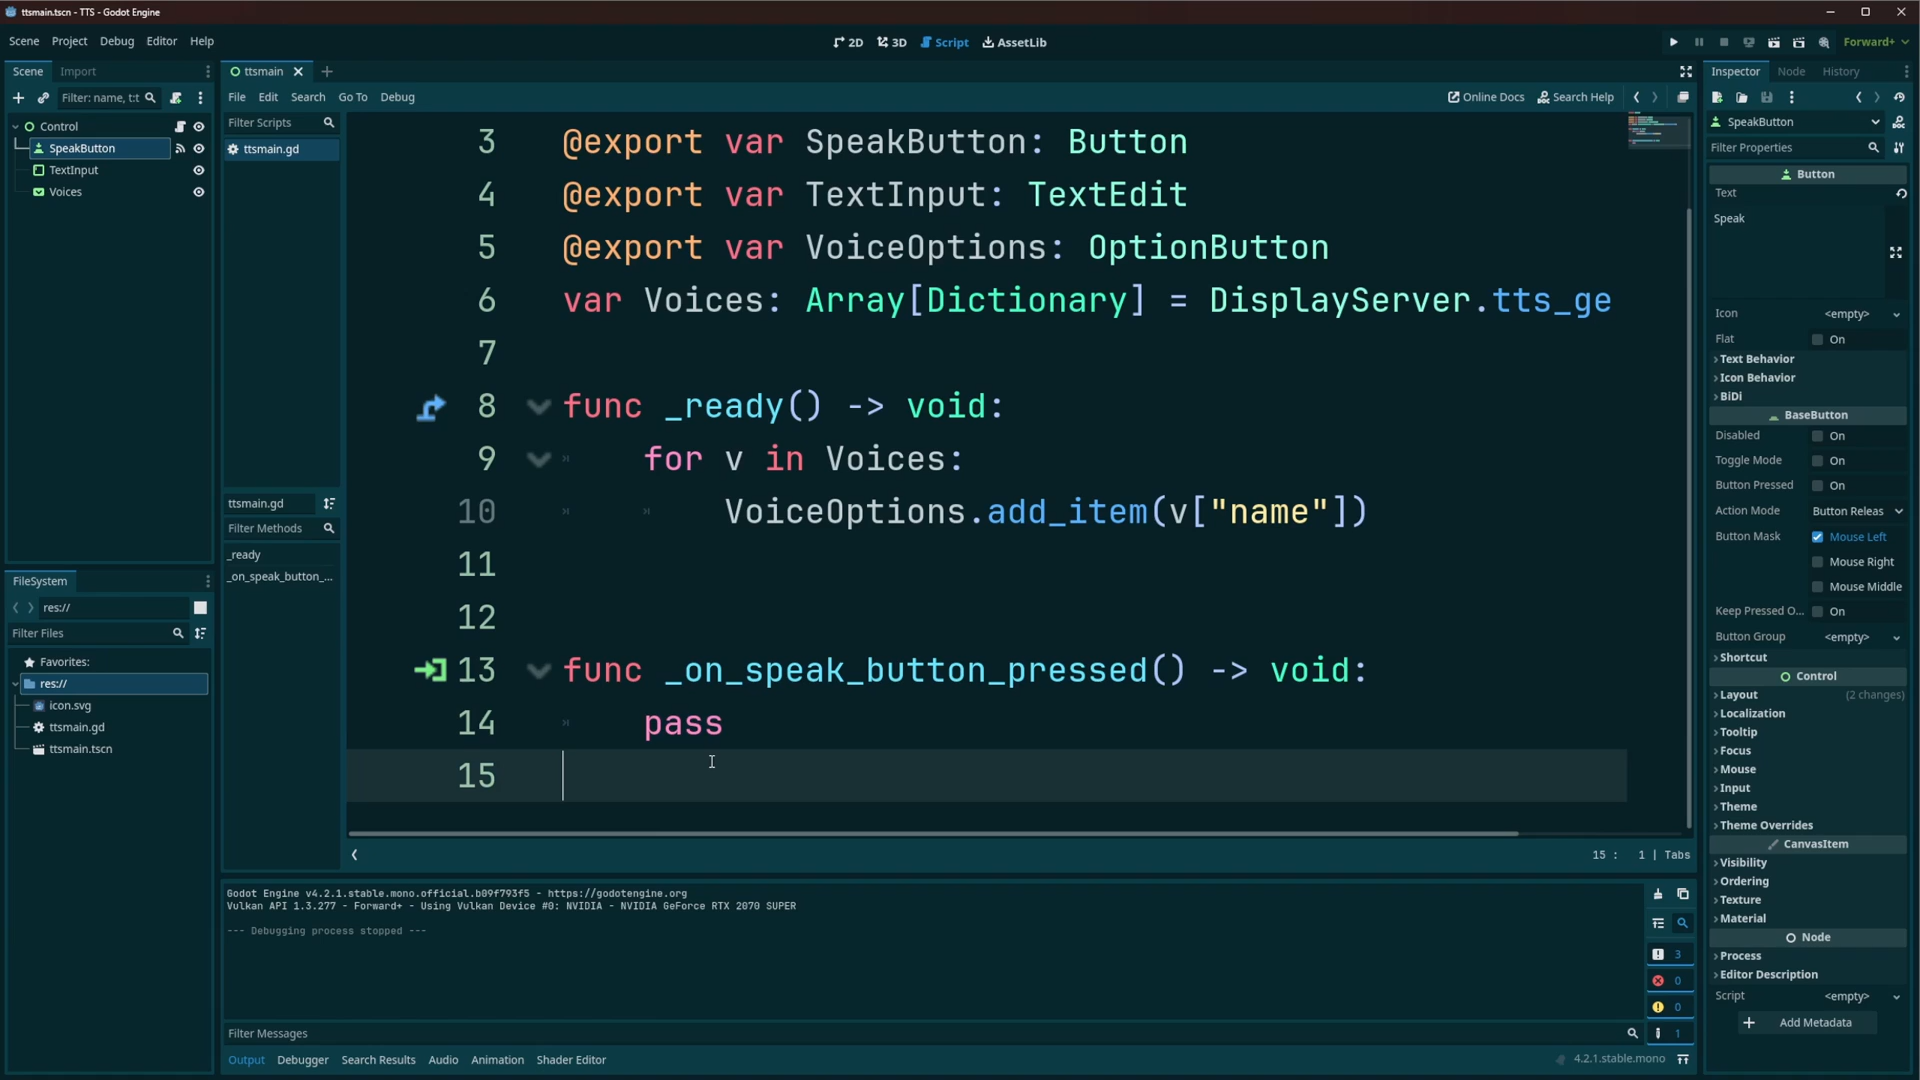 ttsmain.tscn - TTS - Godot Engine
Scene Project Debug Editor Help
2D 3D Script AssetLib
Forward+
Scene Import
Filter: name, t:t
Control
SpeakButton
TextInput
Voices
FileSystem
res://
Filter Files
Favorites:
res://
icon.svg
ttsmain.gd
ttsmain.tscn
ttsmain
File Edit Search Go To Debug
Online Docs Search Help
Filter Scripts
ttsmain.gd
ttsmain.gd
Filter Methods
_ready
_on_speak_button_...
3 @export var SpeakButton: Button
4 @export var TextInput: TextEdit
5 @export var VoiceOptions: OptionButton
6 var Voices: Array[Dictionary] = DisplayServer.tts_ge
7
8 func _ready() -> void:
9 for v in Voices:
10 VoiceOptions.add_item(v["name"])
11
12
13 func _on_speak_button_pressed() -> void:
14 pass
15
15 : 1 | Tabs
Godot Engine v4.2.1.stable.mono.official.b09f793f5 - https://godotengine.org
Vulkan API 1.3.277 - Forward+ - Using Vulkan Device #0: NVIDIA - NVIDIA GeForce RTX 2070 SUPER
--- Debugging process stopped ---
3
0
0
1
Filter Messages
Output Debugger Search Results Audio Animation Shader Editor
4.2.1.stable.mono
Inspector Node History
SpeakButton
Filter Properties
Button
Text
Speak
Icon <empty>
Flat On
Text Behavior
Icon Behavior
BiDi
BaseButton
Disabled On
Toggle Mode On
Button Pressed On
Action Mode Button Releas
Button Mask Mouse Left
Mouse Right
Mouse Middle
Keep Pressed O... On
Button Group <empty>
Shortcut
Control
Layout (2 changes)
Localization
Tooltip
Focus
Mouse
Input
Theme
Theme Overrides
CanvasItem
Visibility
Ordering
Texture
Material
Node
Process
Editor Description
Script <empty>
Add Metadata